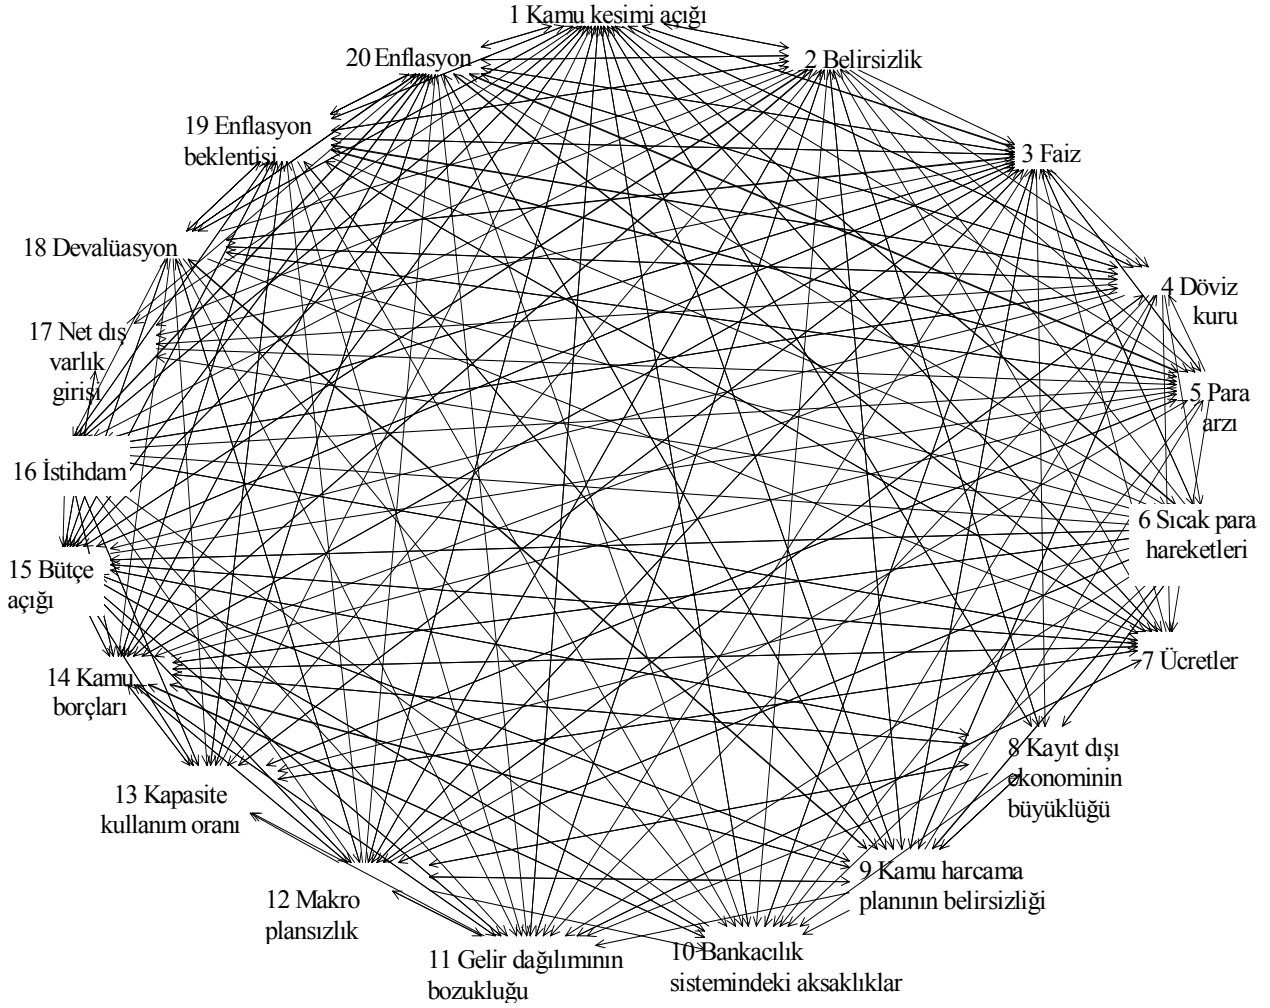 1 Kamu kesimi açığı
2 Belirsizlik
3 Faiz
4 Döviz
kuru
5 Para
arzı
6 Sıcak para
hareketleri
7 Ücretler
8 Kayıt dışı
ekonominin
büyüklüğü
9 Kamu harcama
planının belirsizliği
10 Bankacılık
sistemindeki aksaklıklar
11 Gelir dağılımının
bozukluğu
12 Makro
plansızlık
13 Kapasite
kullanım oranı
14 Kamu
borçları
15 Bütçe
açığı
16 İstihdam
17 Net dış
varlık
girişi
18 Devalüasyon
19 Enflasyon
beklentisi
20 Enflasyon